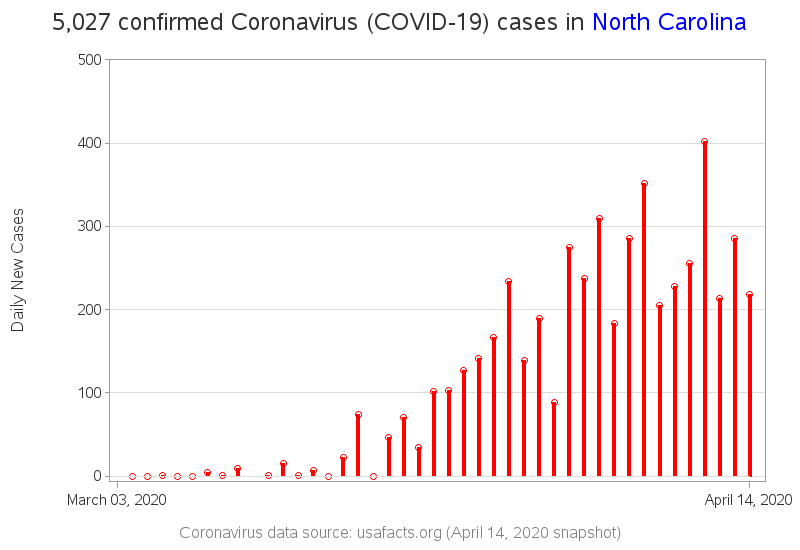 5,027 confirmed Coronavirus (COVID-19) cases in North Carolina
500
400
300
200
100
0
Daily New Cases
March 03, 2020
April 14, 2020
Coronavirus data source: usafacts.org (April 14, 2020 snapshot)